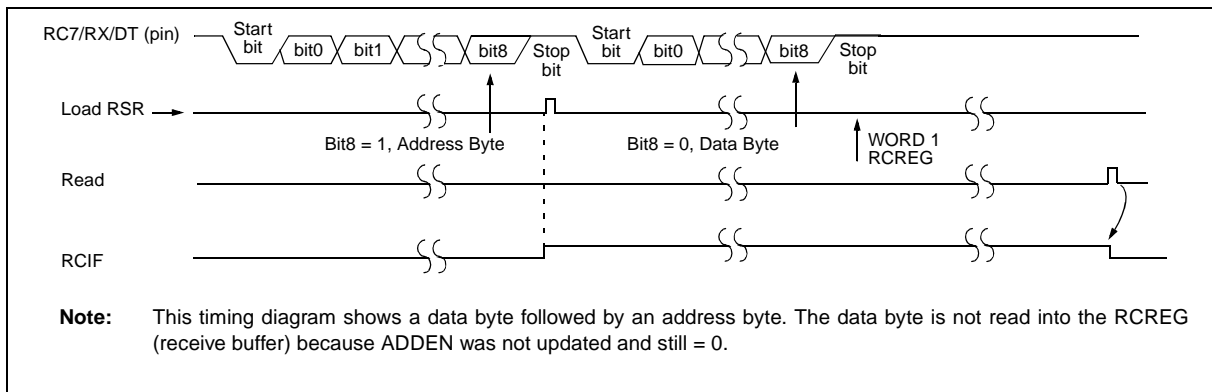 RC7/RX/DT (pin)
Start
bit
bit0
bit1
bit8
Stop
bit
Start
bit
bit0
bit8
Stop
bit
Load RSR
Bit8 = 1, Address Byte
Bit8 = 0, Data Byte
WORD 1
RCREG
Read
RCIF
Note: This timing diagram shows a data byte followed by an address byte. The data byte is not read into the RCREG
(receive buffer) because ADDEN was not updated and still = 0.